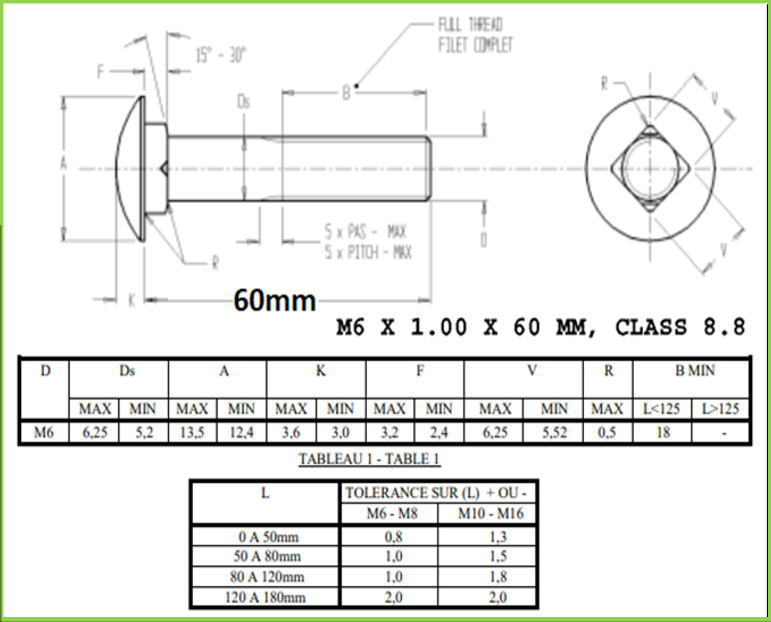 FULL THREAD
FILET COMPLET
15° - 30°
F
B
Ds
R
V
A
D
5 x PAS - MAX
5 x PITCH - MAX
R
V
K
60mm
M6 X 1.00 X 60 MM, CLASS 8.8
D Ds A K F V R B MIN
MAX MIN MAX MIN MAX MIN MAX MIN MAX MIN MAX L<125 L>125
M6 6,25 5,2 13,5 12,4 3,6 3,0 3,2 2,4 6,25 5,52 0,5 18 -
TABLEAU 1 - TABLE 1
L TOLERANCE SUR (L) + OU -
M6 - M8 M10 - M16
0 A 50mm 0,8 1,3
50 A 80mm 1,0 1,5
80 A 120mm 1,0 1,8
120 A 180mm 2,0 2,0